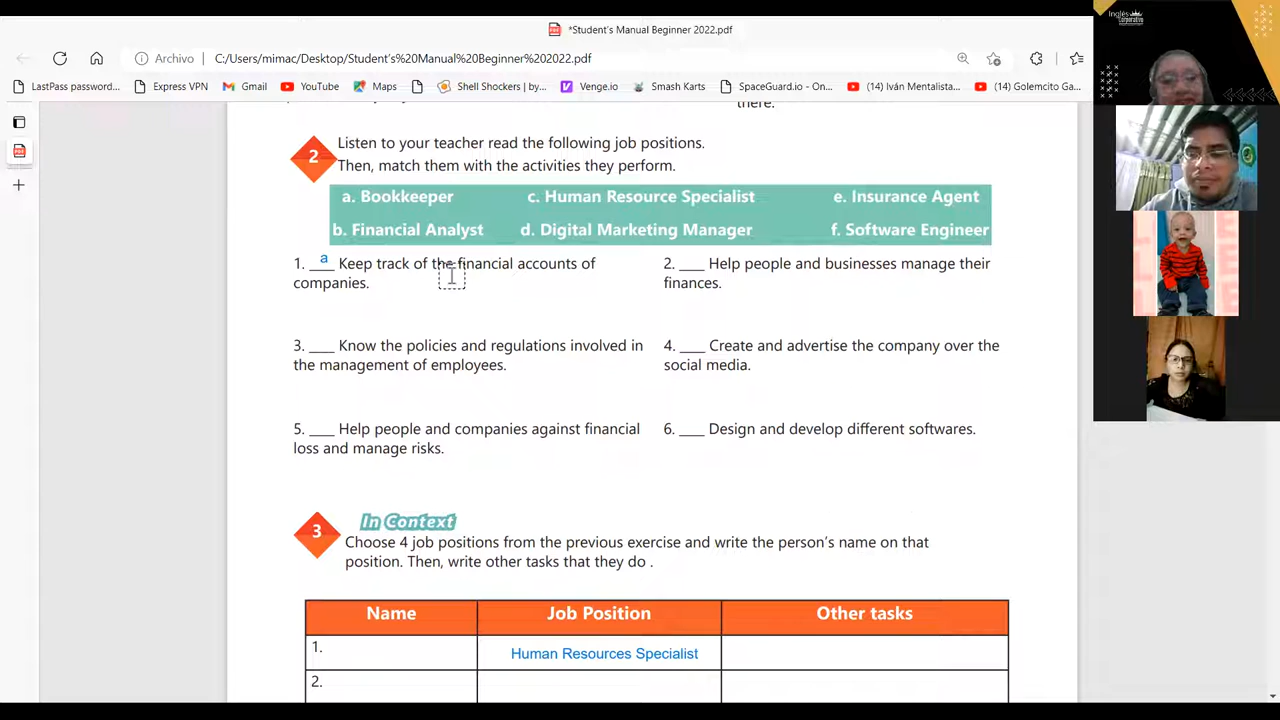 *Student's Manual Beginner 2022.pdf
Archivo C:/Users/mimac/Desktop/Student's%20Manual%20Beginner%202022.pdf
LastPass password... Express VPN Gmail YouTube Maps Shell Shockers | by... Venge.io Smash Karts SpaceGuard.io - On... (14) Iván Mentalista... (14) Golemcito Ga...
there.
2 Listen to your teacher read the following job positions.
Then, match them with the activities they perform.
a. Bookkeeper c. Human Resource Specialist e. Insurance Agent
b. Financial Analyst d. Digital Marketing Manager f. Software Engineer
1. __a__ Keep track of the financial accounts of
companies.
2. ____ Help people and businesses manage their
finances.
3. ____ Know the policies and regulations involved in
the management of employees.
4. ____ Create and advertise the company over the
social media.
5. ____ Help people and companies against financial
loss and manage risks.
6. ____ Design and develop different softwares.
3 In Context
Choose 4 job positions from the previous exercise and write the person's name on that
position. Then, write other tasks that they do .
Name Job Position Other tasks
1. Human Resources Specialist
2.
Inglés
Corporativo